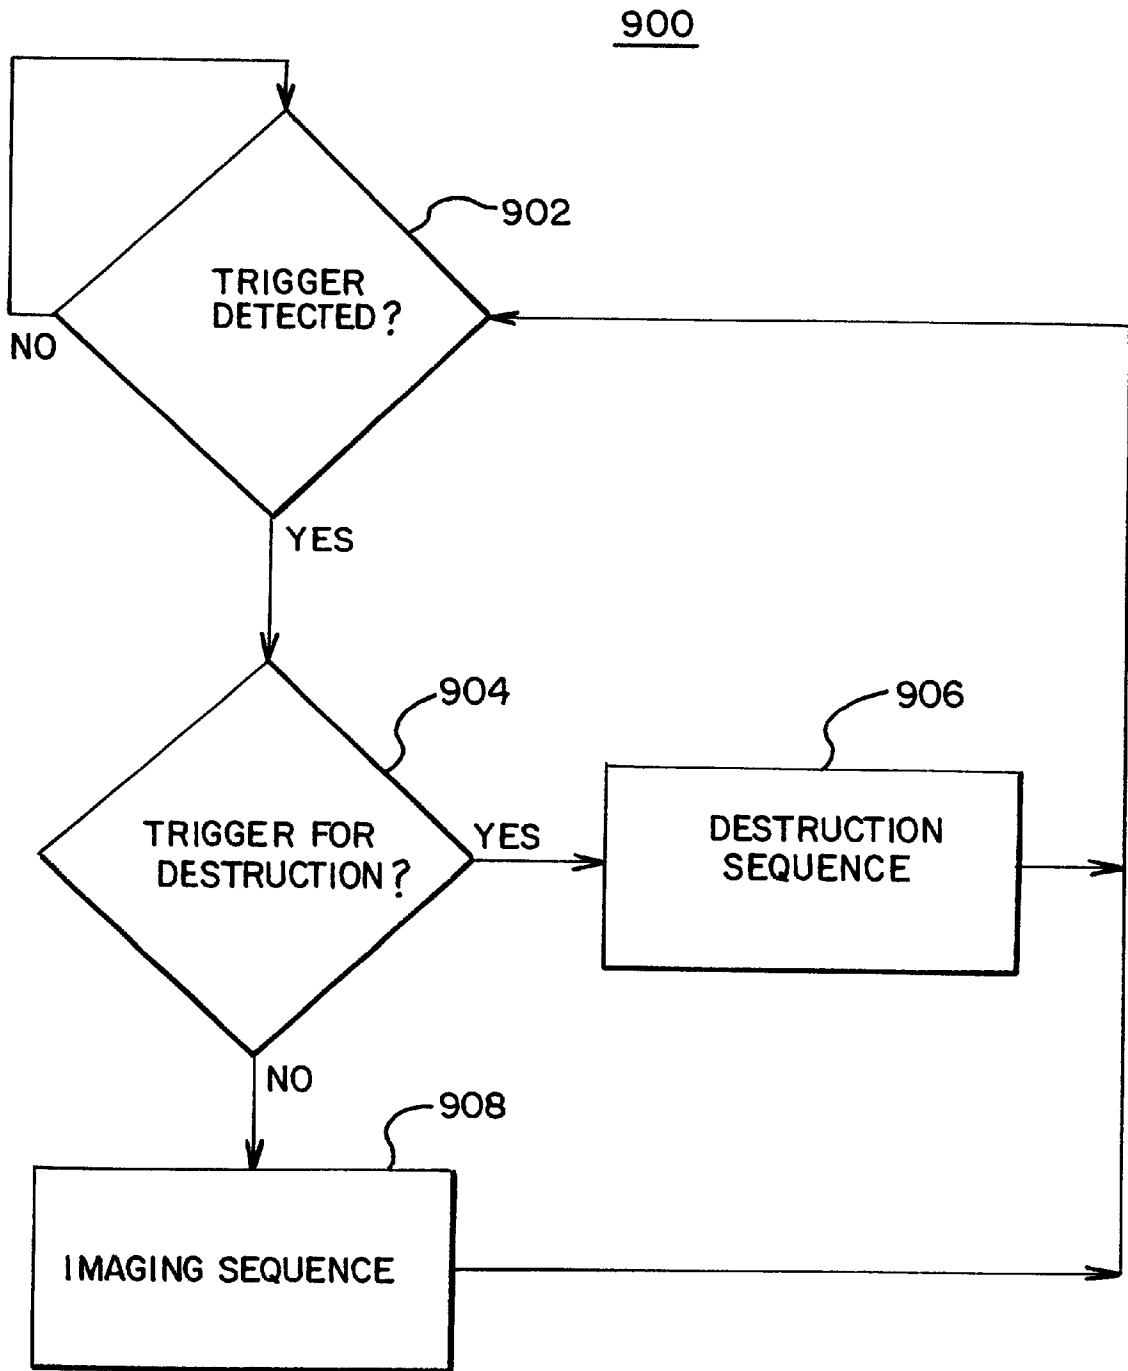 900
902
TRIGGER
DETECTED?
NO
YES
904
906
TRIGGER FOR
DESTRUCTION?
YES
DESTRUCTION
SEQUENCE
NO
908
IMAGING SEQUENCE